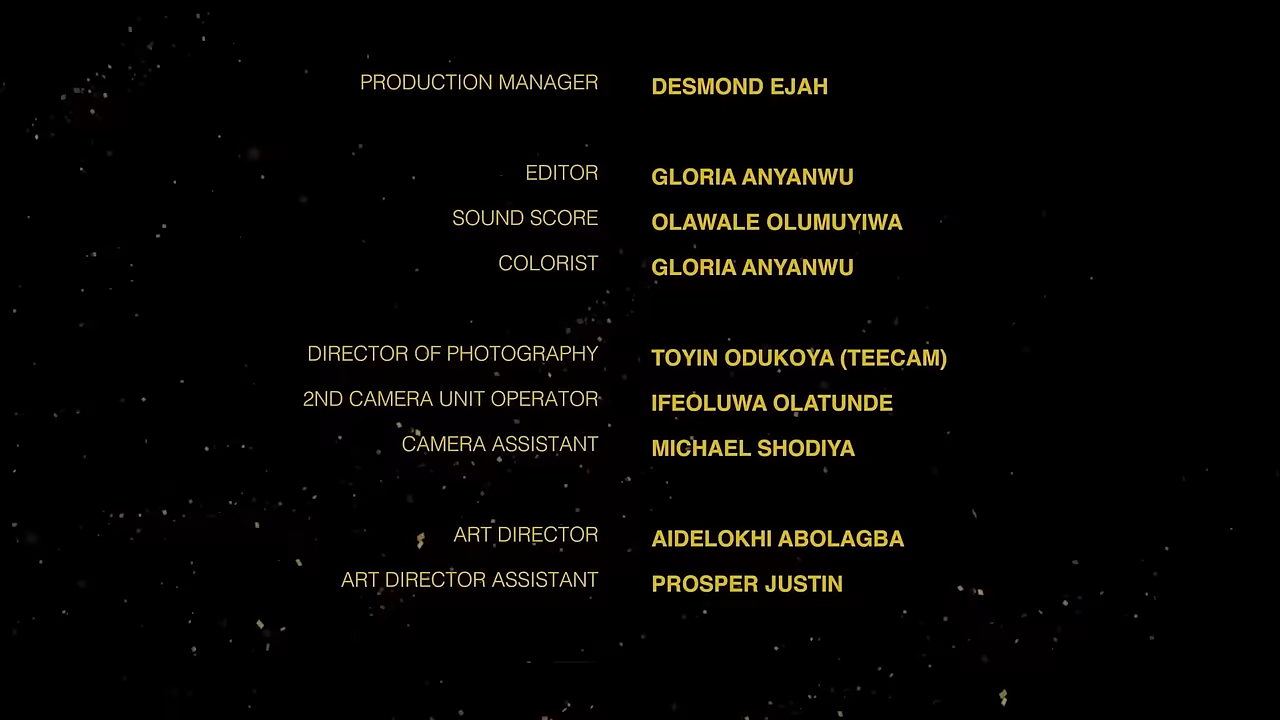 PRODUCTION MANAGER DESMOND EJAH
EDITOR GLORIA ANYANWU
SOUND SCORE OLAWALE OLUMUYIWA
COLORIST GLORIA ANYANWU
DIRECTOR OF PHOTOGRAPHY TOYIN ODUKOYA (TEECAM)
2ND CAMERA UNIT OPERATOR IFEOLUWA OLATUNDE
CAMERA ASSISTANT MICHAEL SHODIYA
ART DIRECTOR AIDELOKHI ABOLAGBA
ART DIRECTOR ASSISTANT PROSPER JUSTIN